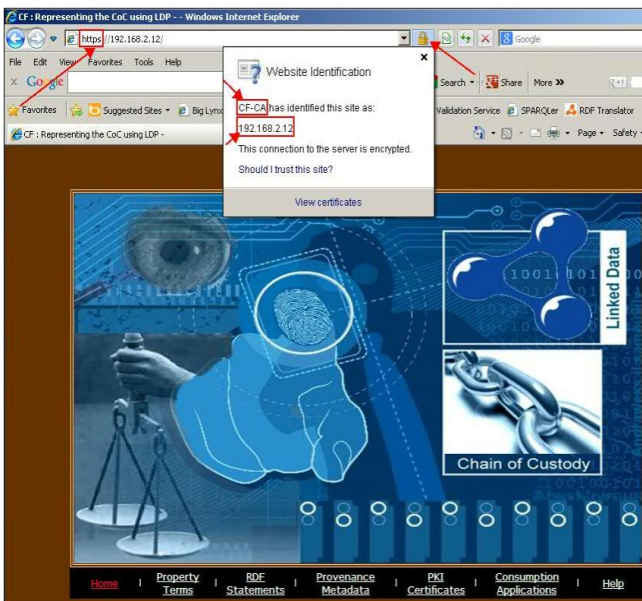 CF : Representing the CoC using LDP - - Windows Internet Explorer
https://192.168.2.12/
Google
File Edit View Favorites Tools Help
x Google
Search Share More »
Favorites Suggested Sites Validation Service SPARQLer RDF Translator
CF : Representing the CoC using LDP -
Page Safety
x
Website Identification
CF-CA has identified this site as:
192.168.2.12
This connection to the server is encrypted.
Should I trust this site?
View certificates
Linked Data
Chain of Custody
Home | Property Terms | RDF Statements | Provenance Metadata | PKI Certificates | Consumption Applications | Help